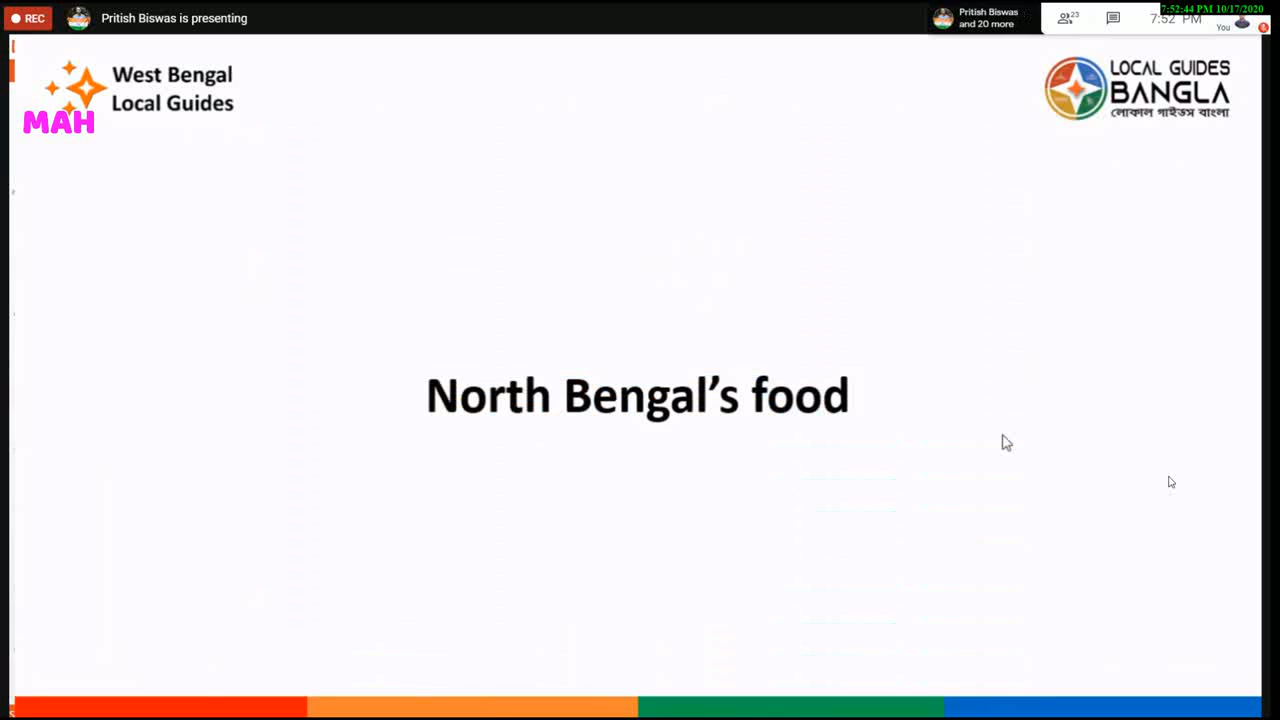 REC
Pritish Biswas is presenting
Pritish Biswas
and 20 more
23
7:52 PM
7:52:44 PM 10/17/2020
You
West Bengal
Local Guides
MAH
LOCAL GUIDES
BANGLA
লোকাল গাইডস বাংলা
North Bengal’s food